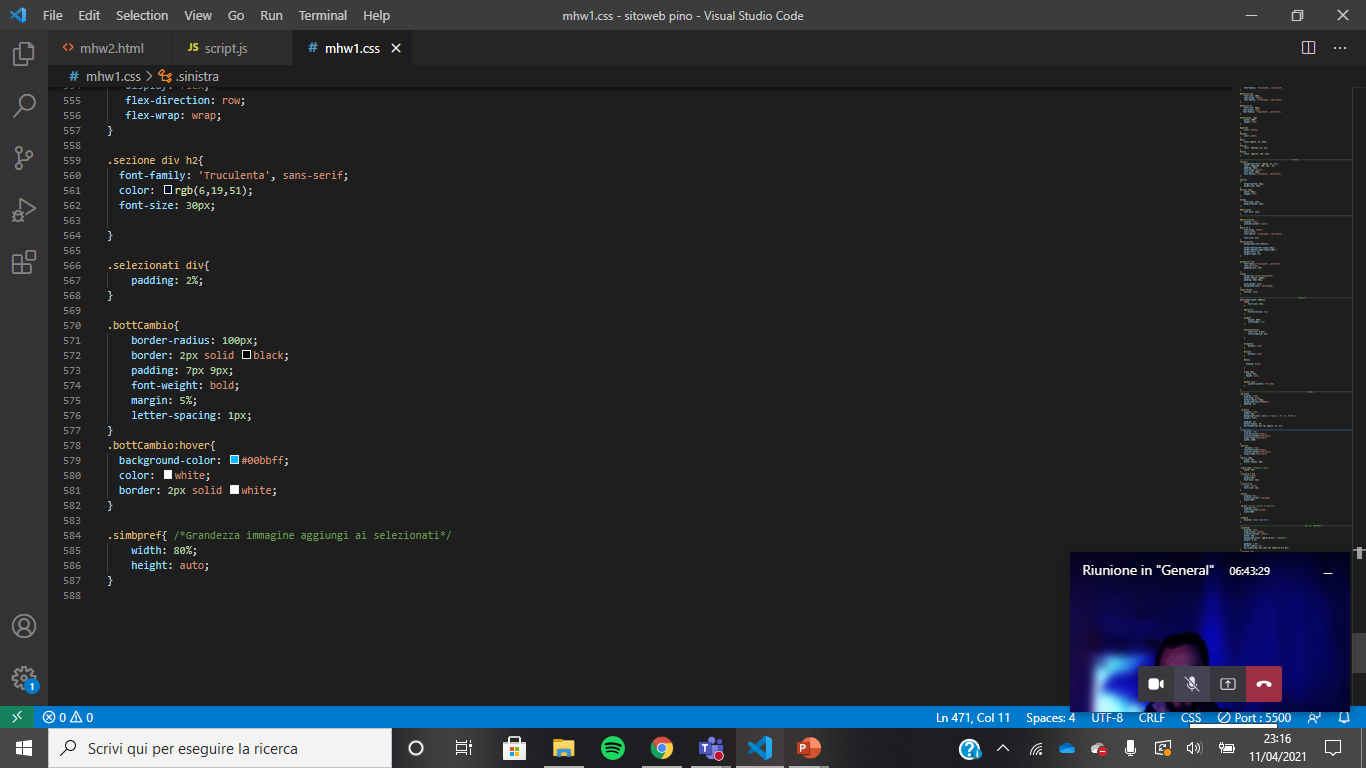 File Edit Selection View Go Run Terminal Help
mhw1.css - sitoweb pino - Visual Studio Code
mhw2.html
JS script.js
# mhw1.css
# mhw1.css > .sinistra
554 display: flex;
555 flex-direction: row;
556 flex-wrap: wrap;
557 }
558
559 .sezione div h2{
560 font-family: 'Truculenta', sans-serif;
561 color: rgb(6,19,51);
562 font-size: 30px;
563
564 }
565
566 .selezionati div{
567 padding: 2%;
568 }
569
570 .bottCambio{
571 border-radius: 100px;
572 border: 2px solid black;
573 padding: 7px 9px;
574 font-weight: bold;
575 margin: 5%;
576 letter-spacing: 1px;
577 }
578 .bottCambio:hover{
579 background-color: #00bbff;
580 color: white;
581 border: 2px solid white;
582 }
583
584 .simbpref{ /*Grandezza immagine aggiungi ai selezionati*/
585 width: 80%;
586 height: auto;
587 }
588
Riunione in "General" 06:43:29
1
0 0
Ln 471, Col 11 Spaces: 4 UTF-8 CRLF CSS Port : 5500
Scrivi qui per eseguire la ricerca
23:16
11/04/2021